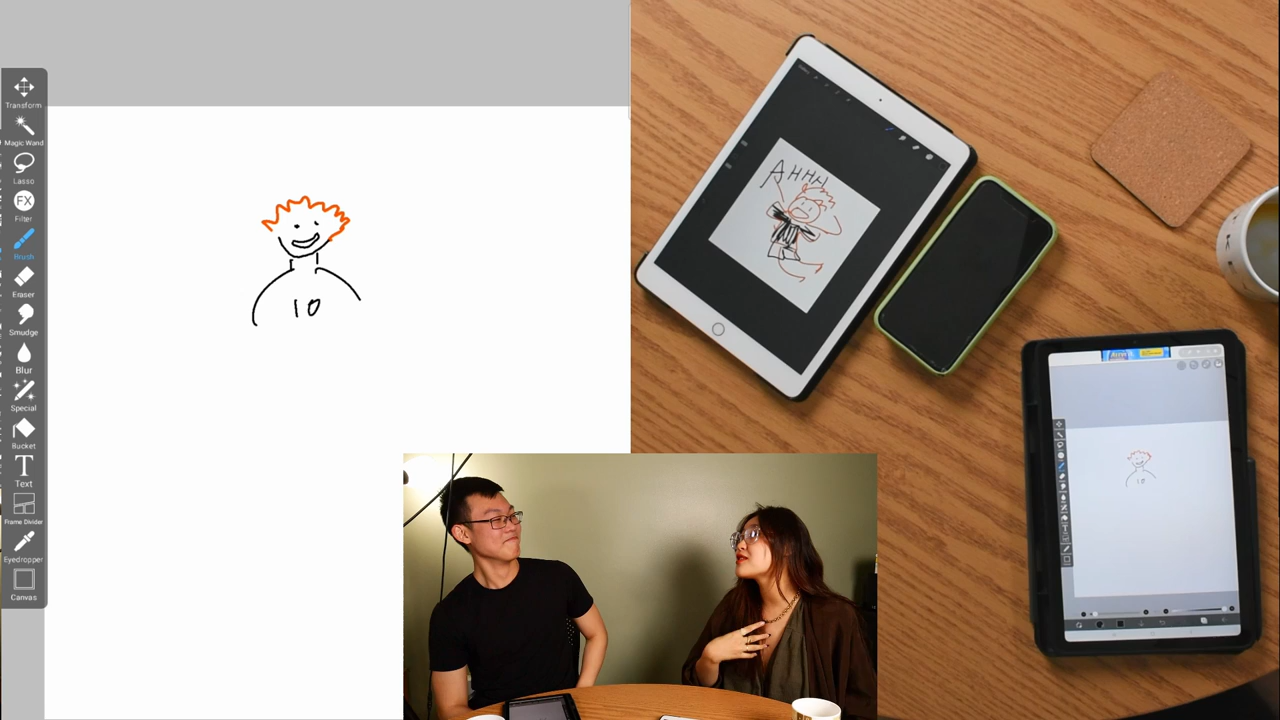 Transform
Magic Wand
Lasso
FX
Filter
Brush
Eraser
Smudge
Blur
Special
Bucket
T
Text
Frame Divider
Eyedropper
Canvas
10
AHHH
10